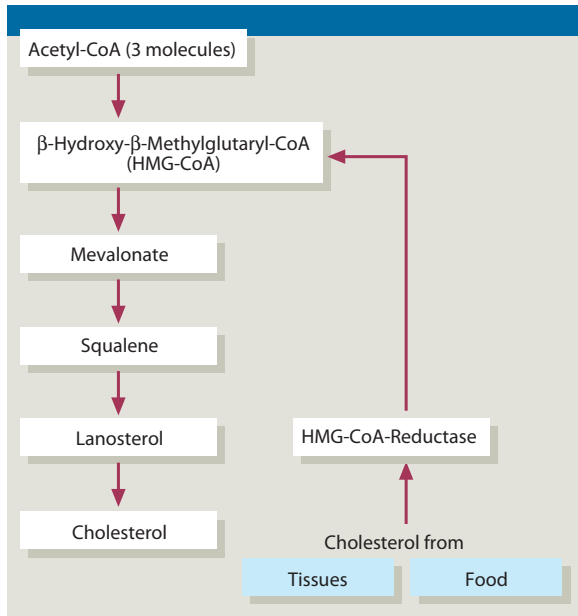 Acetyl-CoA (3 molecules)
β-Hydroxy-β-Methylglutaryl-CoA
(HMG-CoA)
Mevalonate
Squalene
Lanosterol
Cholesterol
HMG-CoA-Reductase
Cholesterol from
Tissues
Food